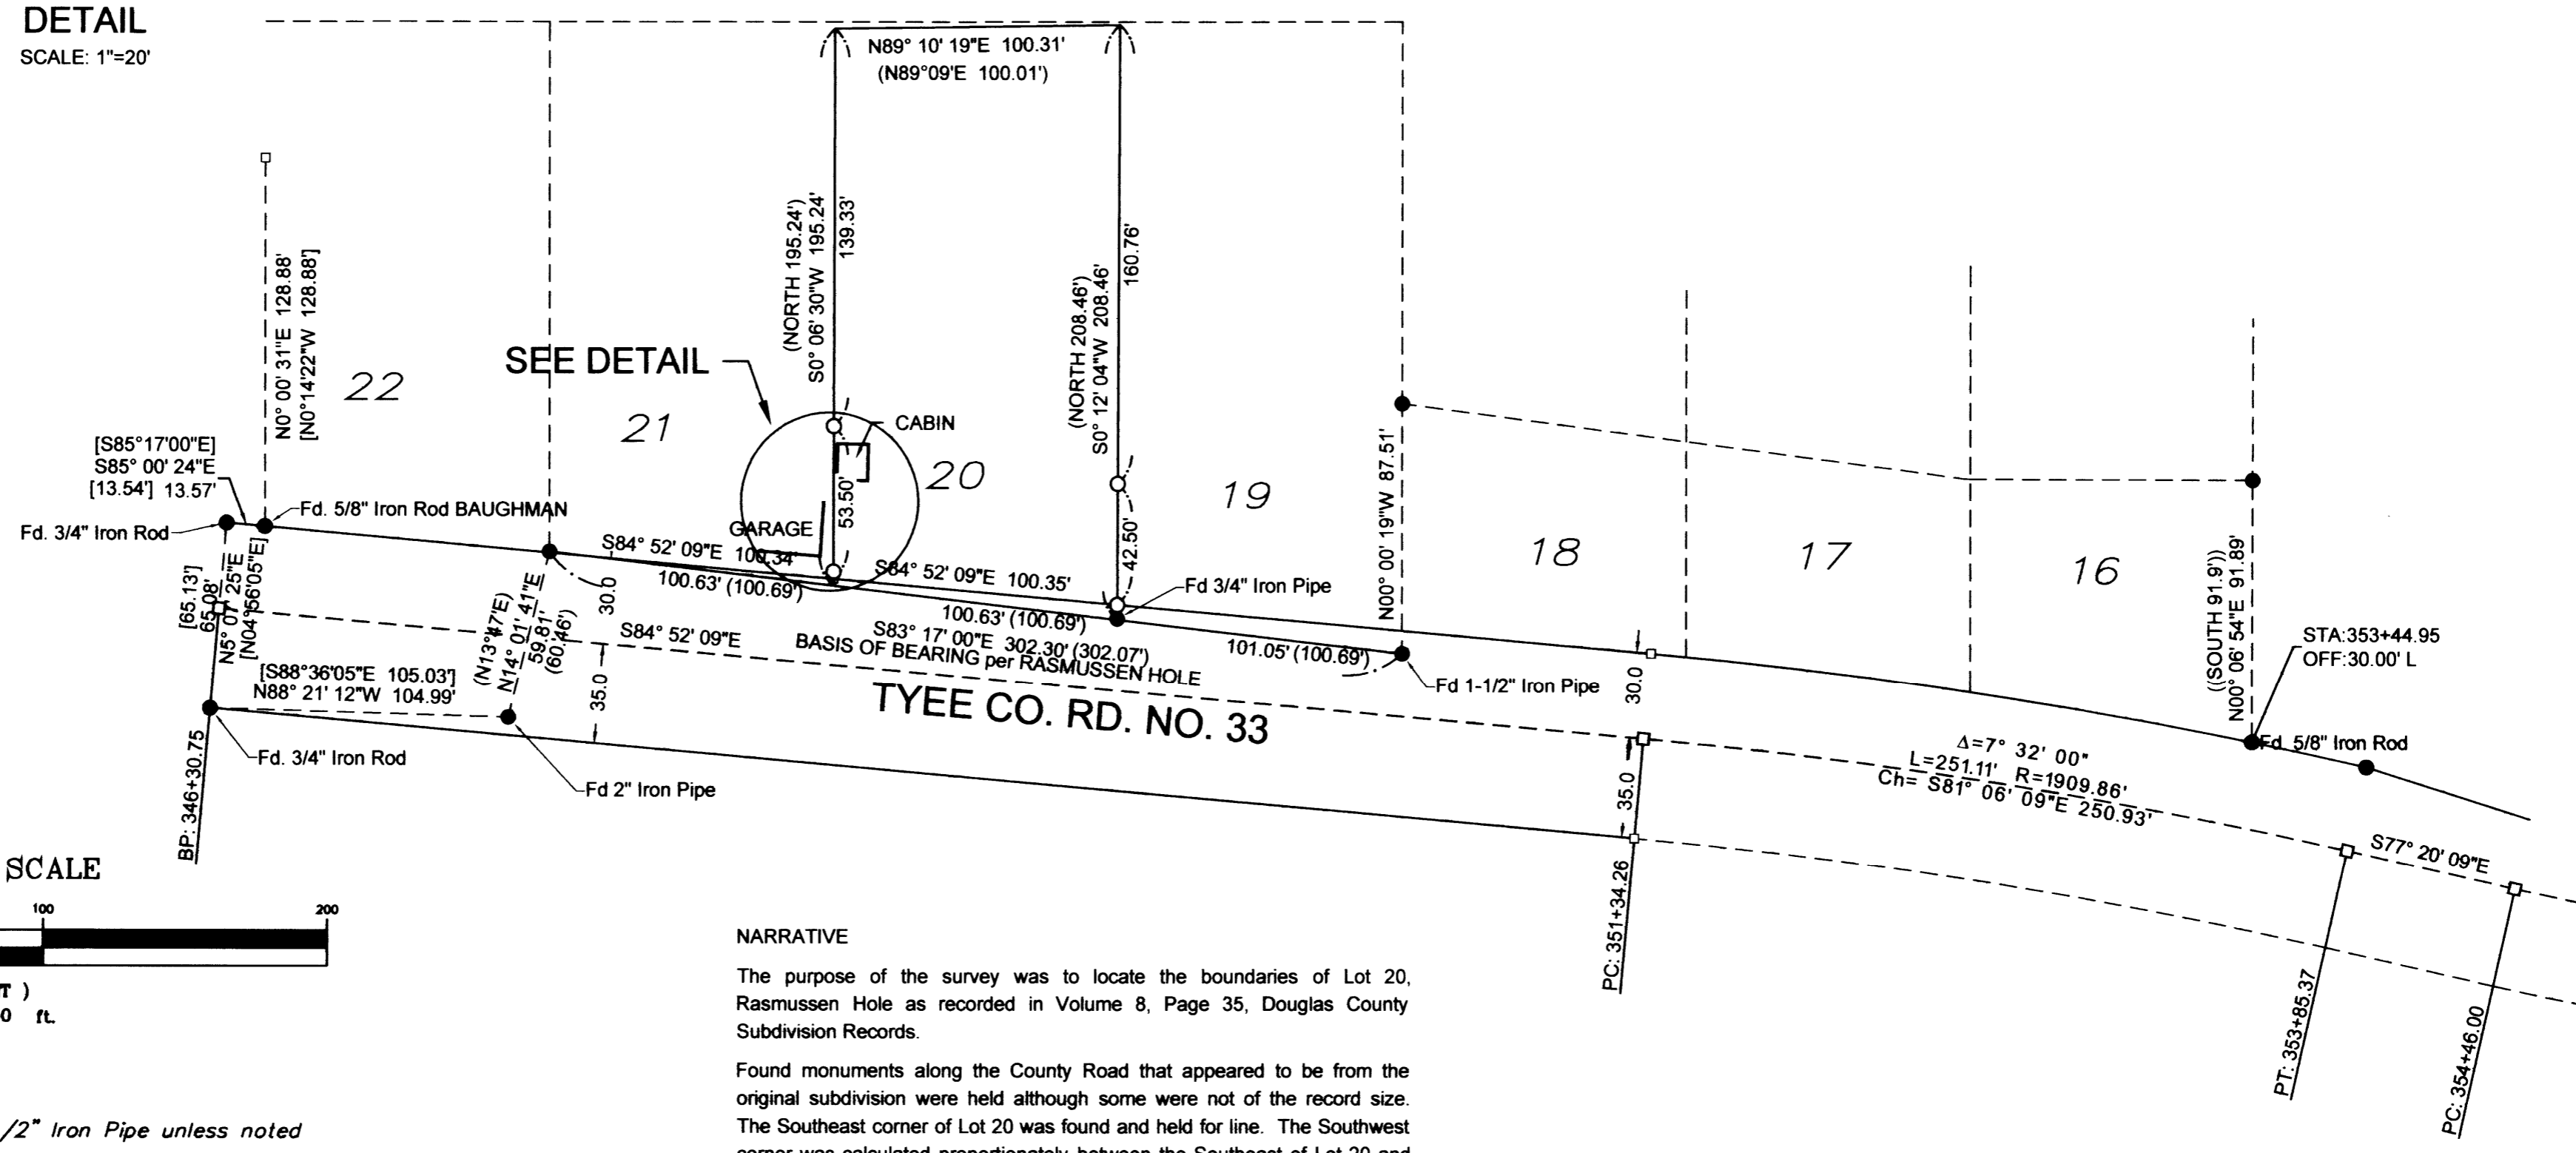 DETAIL
SCALE: 1"=20'
N89° 10' 19"E 100.31'
(N89°09'E 100.01')
N0° 00' 31"E 128.88'
[N0°14'22"W 128.88']
22
21
(NORTH 195.24')
S0° 06' 30"W 195.24'
139.33'
(NORTH 208.46')
S0° 12' 04"W 208.46'
160.76'
SEE DETAIL
CABIN
20
19
53.50'
42.50'
GARAGE
N00° 00' 19"W 87.51'
18
17
16
((SOUTH 91.9'))
N00° 06' 54"E 91.89'
STA:353+44.95
OFF:30.00' L
[S85°17'00"E]
S85° 00' 24"E
[13.54'] 13.57'
Fd. 5/8" Iron Rod BAUGHMAN
Fd. 3/4" Iron Rod
S84° 52' 09"E 100.34'
S84° 52' 09"E 100.35'
100.63' (100.69')
100.63' (100.69')
101.05' (100.69')
Fd 3/4" Iron Pipe
Fd 1-1/2" Iron Pipe
[65.13']
65.08'
N5° 07' 25"E
[N04°56'05"E]
(N13°47'E)
N14° 01' 41"E
59.81'
(60.46')
30.0
35.0
S84° 52' 09"E
S83° 17' 00"E 302.30' (302.07')
BASIS OF BEARING per RASMUSSEN HOLE
TYEE CO. RD. NO. 33
[S88°36'05"E 105.03']
N88° 21' 12"W 104.99'
Fd. 3/4" Iron Rod
Fd 2" Iron Pipe
BP: 346+30.75
30.0
35.0
PC: 351+34.26
Δ=7° 32' 00"
L=251.11' R=1909.86'
Ch= S81° 06' 09"E 250.93'
Fd. 5/8" Iron Rod
S77° 20' 09"E
PT: 353+85.37
PC: 354+46.00
SCALE
100 200
T )
0 ft.
/2" Iron Pipe unless noted
NARRATIVE
The purpose of the survey was to locate the boundaries of Lot 20,
Rasmussen Hole as recorded in Volume 8, Page 35, Douglas County
Subdivision Records.
Found monuments along the County Road that appeared to be from the
original subdivision were held although some were not of the record size.
The Southeast corner of Lot 20 was found and held for line. The Southwest
corner was calculated proportionately between the Southeast of Lot 20 and